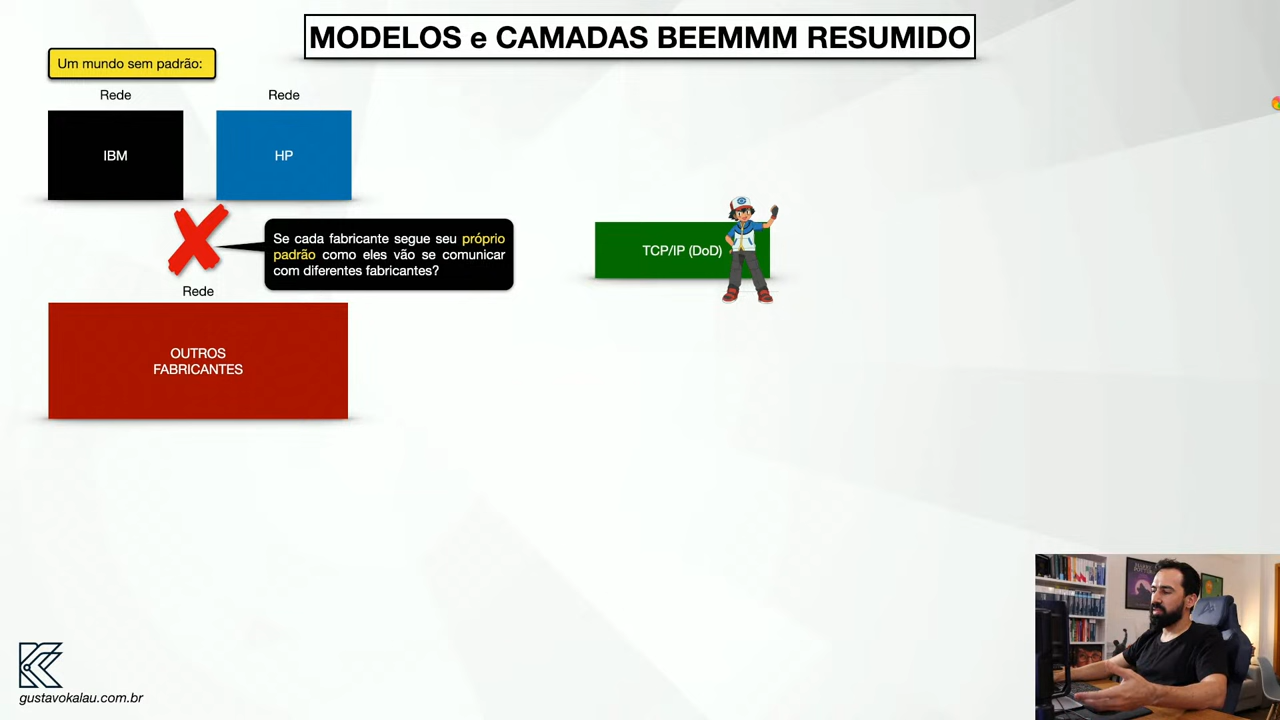 MODELOS e CAMADAS BEEMMM RESUMIDO
Um mundo sem padrão:
Rede
Rede
IBM
HP
Se cada fabricante segue seu próprio
padrão como eles vão se comunicar
com diferentes fabricantes?
TCP/IP (DoD)
Rede
OUTROS
FABRICANTES
gustavokalau.com.br